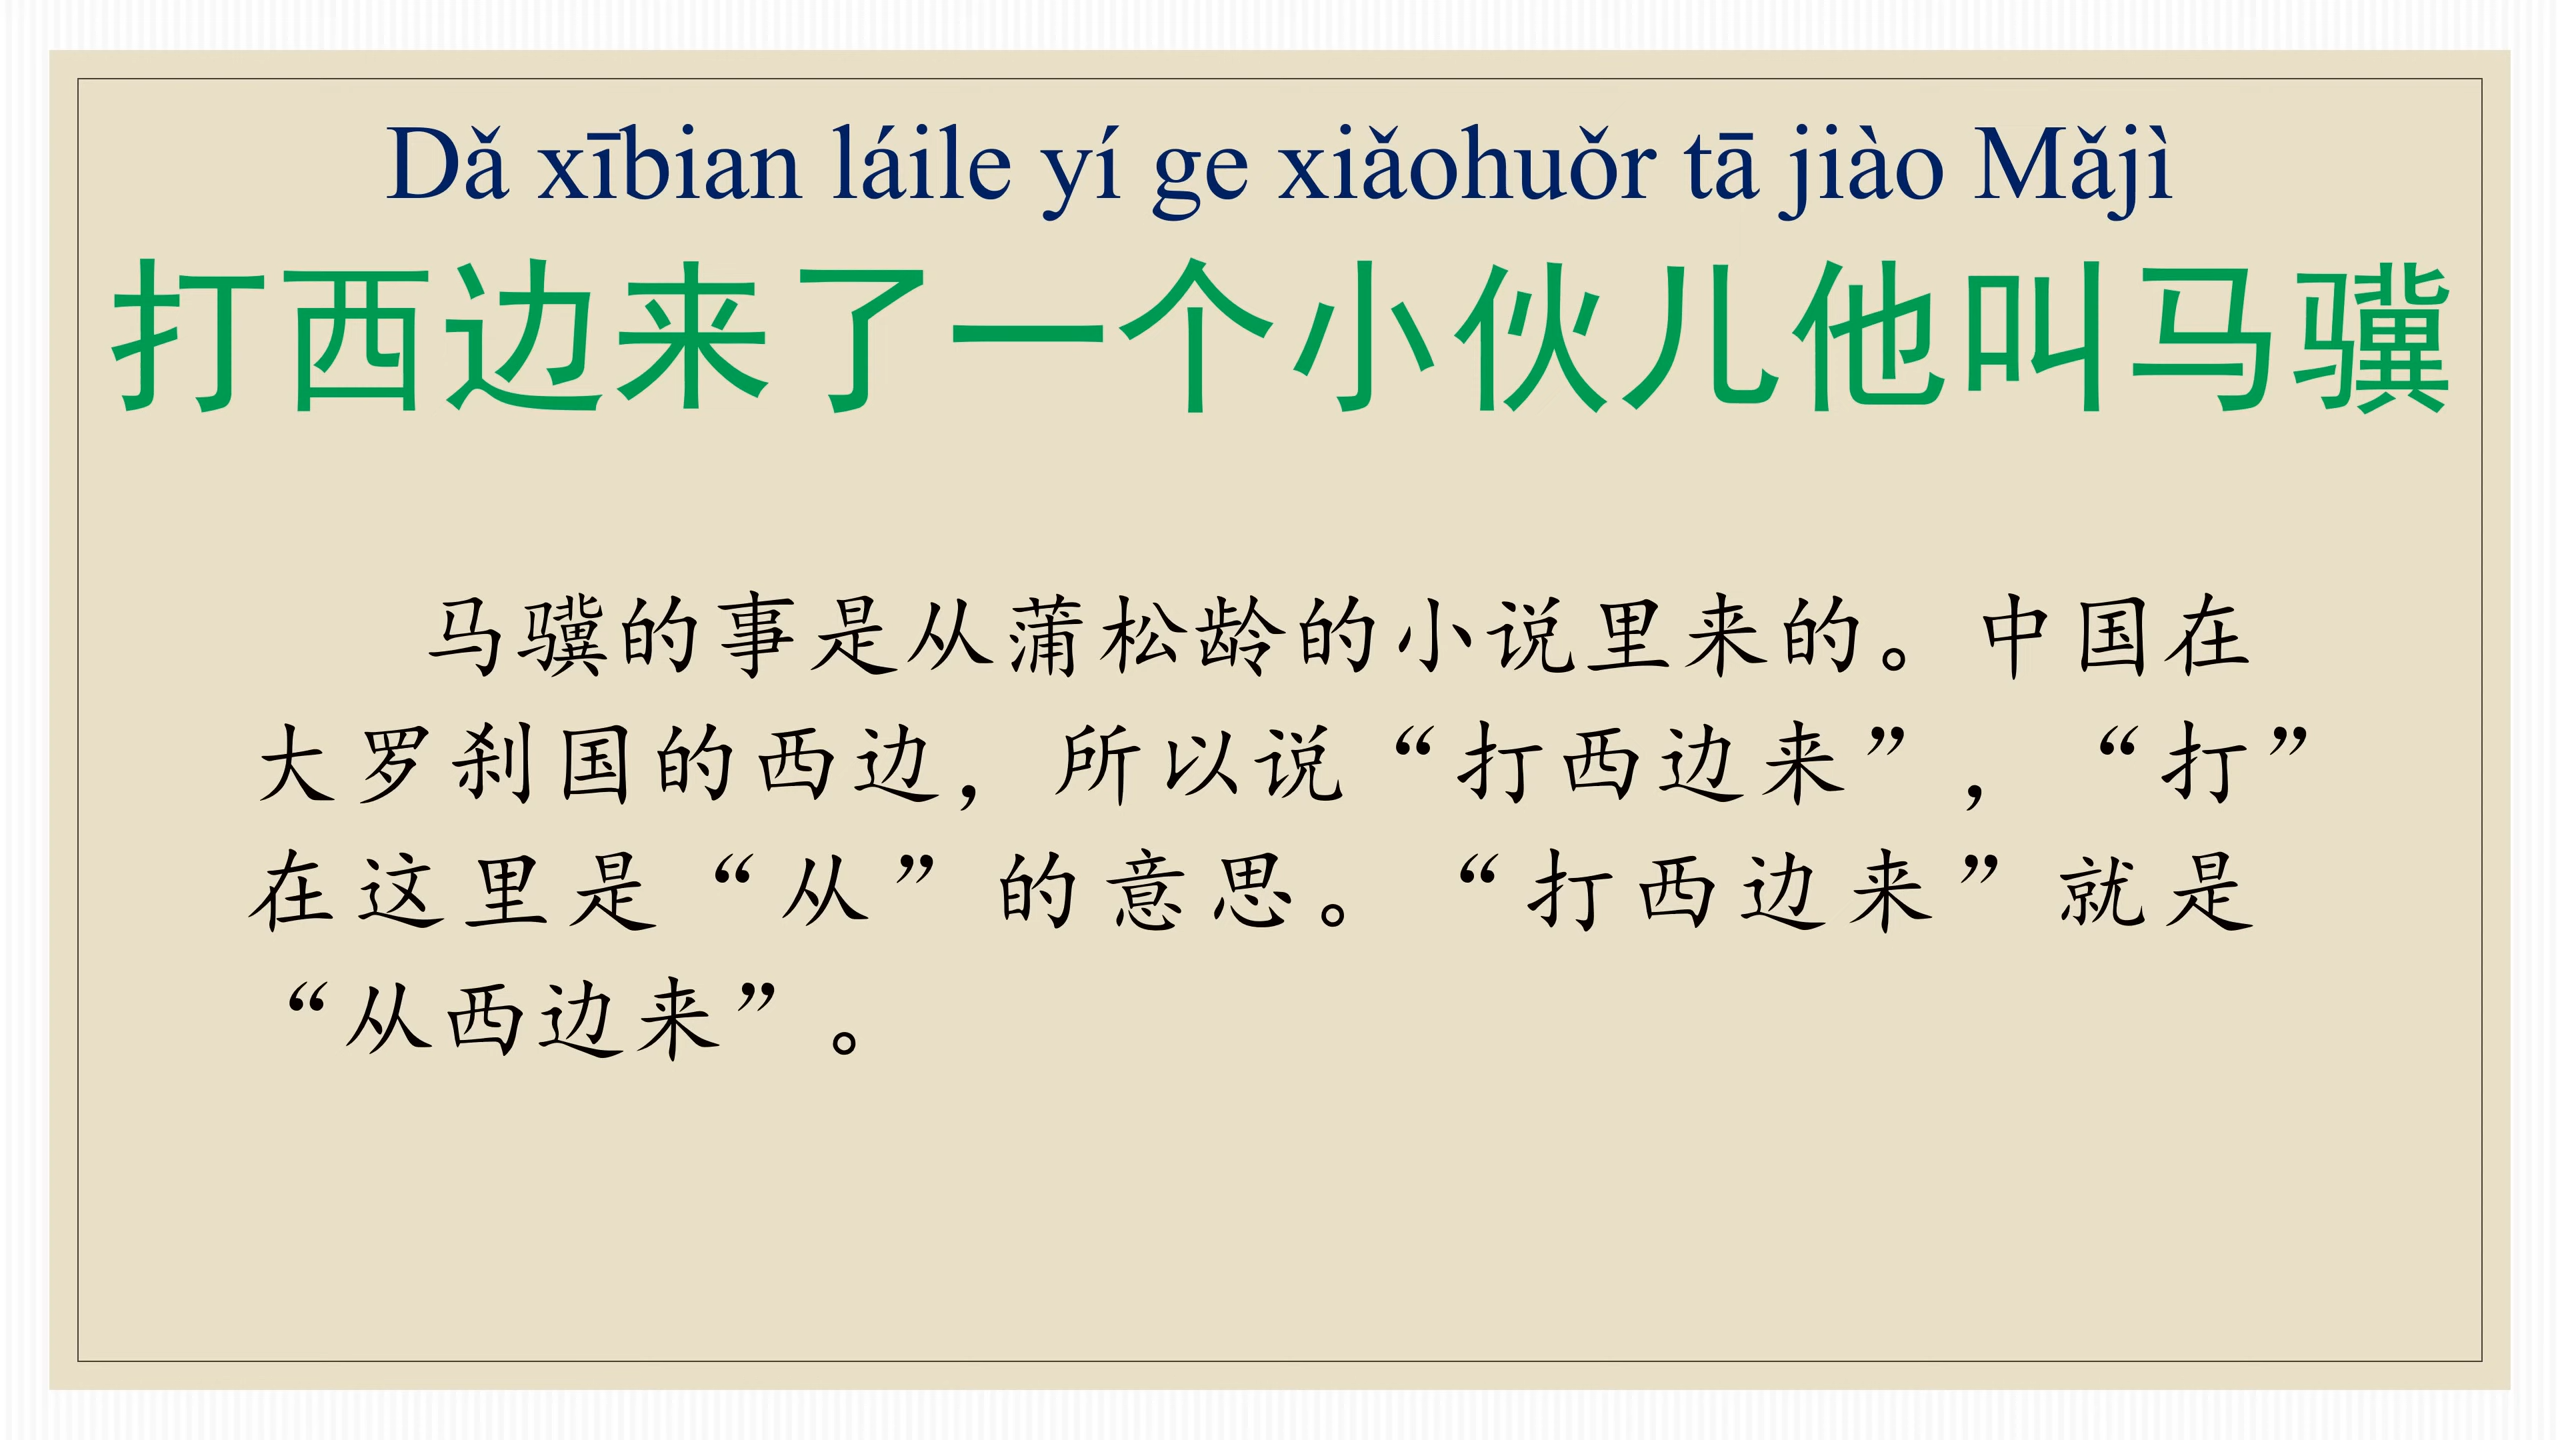 Dǎ xībian láile yí ge xiǎohuǒr tā jiào Mǎjì
打西边来了一个小伙儿他叫马骥
马骥的事是从蒲松龄的小说里来的。中国在
大罗刹国的西边，所以说“打西边来”，“打”
在这里是“从”的意思。“打西边来”就是
“从西边来”。